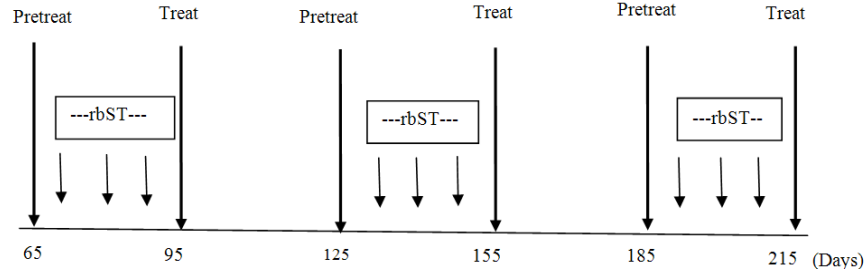 Pretreat Treat Pretreat Treat Pretreat Treat
---rbST--- ---rbST--- ---rbST--
65 95 125 155 185 215 (Days)